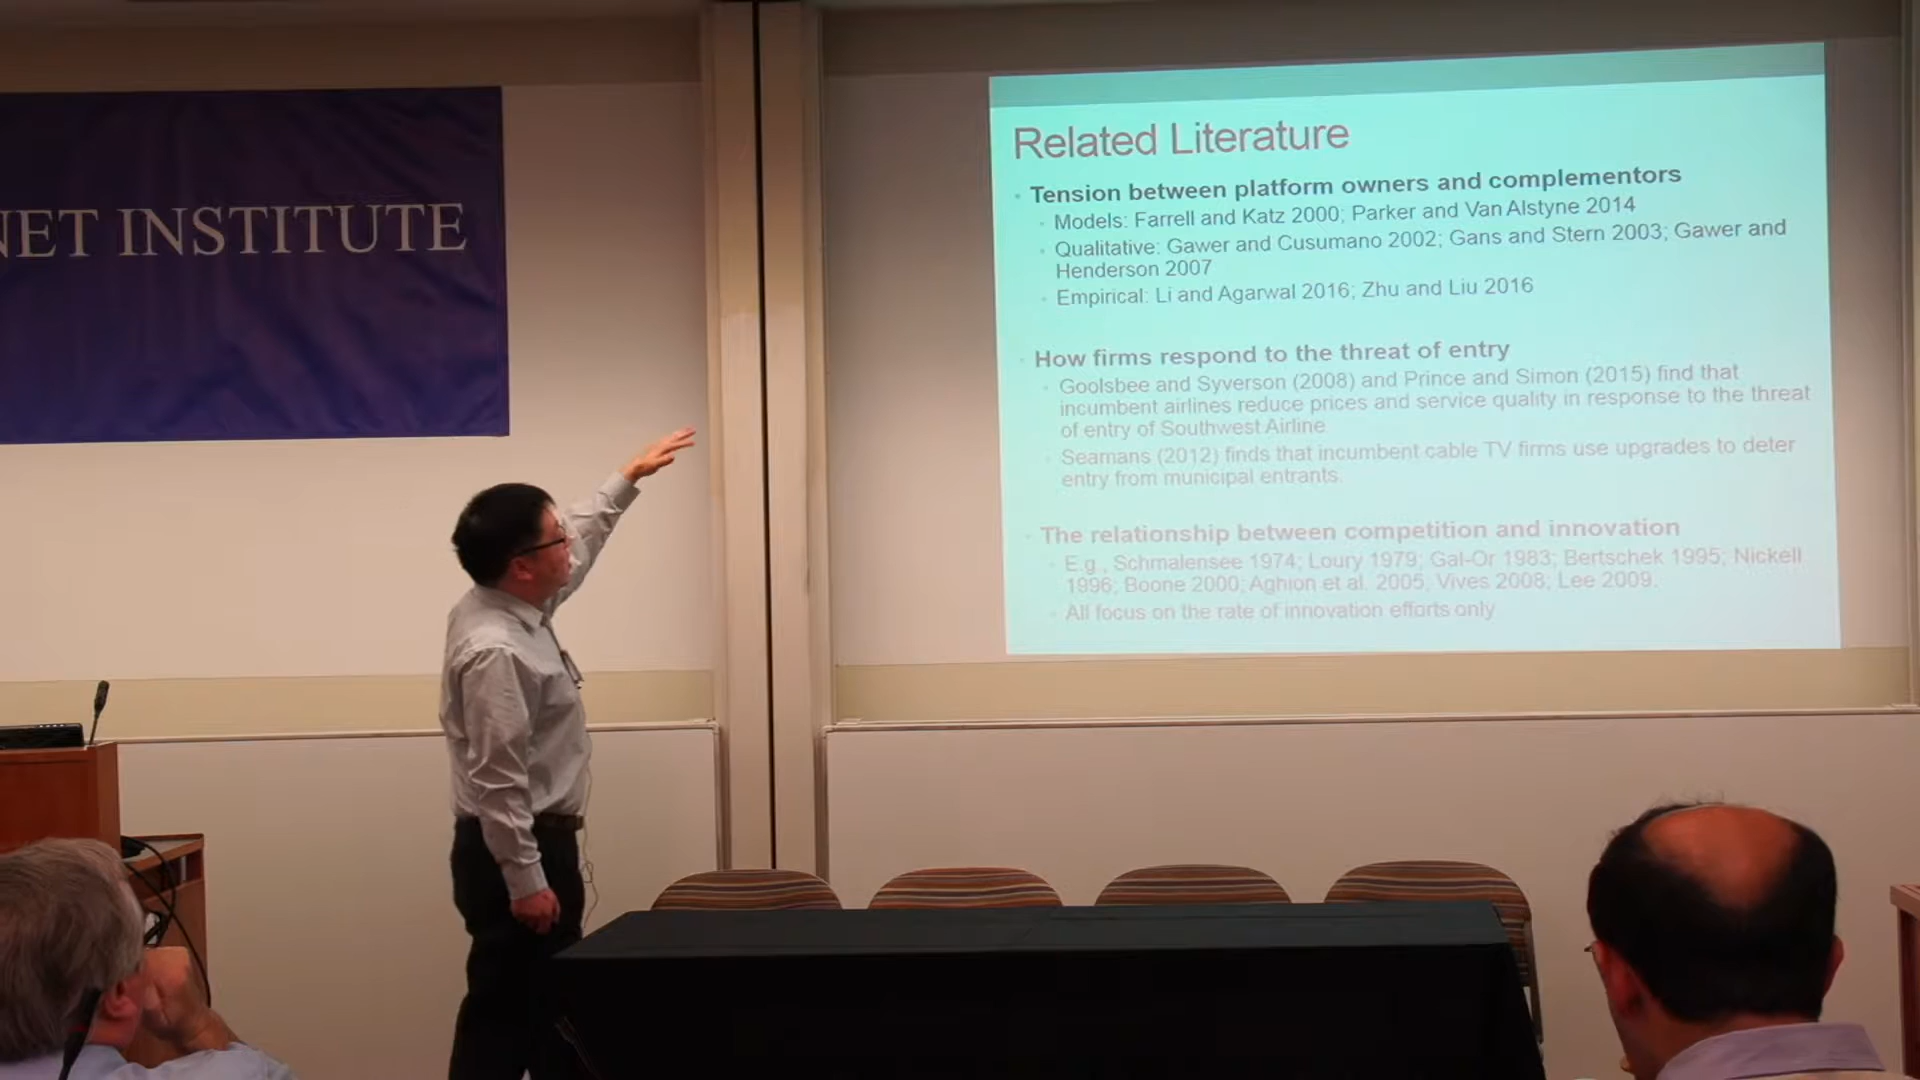 NET INSTITUTE
Related Literature
Tension between platform owners and complementors
Models: Farrell and Katz 2000; Parker and Van Alstyne 2014
Qualitative: Gawer and Cusumano 2002; Gans and Stern 2003; Gawer and
Henderson 2007
Empirical: Li and Agarwal 2016; Zhu and Liu 2016
How firms respond to the threat of entry
Goolsbee and Syverson (2008) and Prince and Simon (2015) find that
incumbent airlines reduce prices and service quality in response to the threat
of entry of Southwest Airline
Seamans (2012) finds that incumbent cable TV firms use upgrades to deter
entry from municipal entrants.
The relationship between competition and innovation
E.g., Schmalensee 1974; Loury 1979; Gal-Or 1983; Bertschek 1995; Nickell
1996; Boone 2000; Aghion et al. 2005; Vives 2008; Lee 2009.
All focus on the rate of innovation efforts only